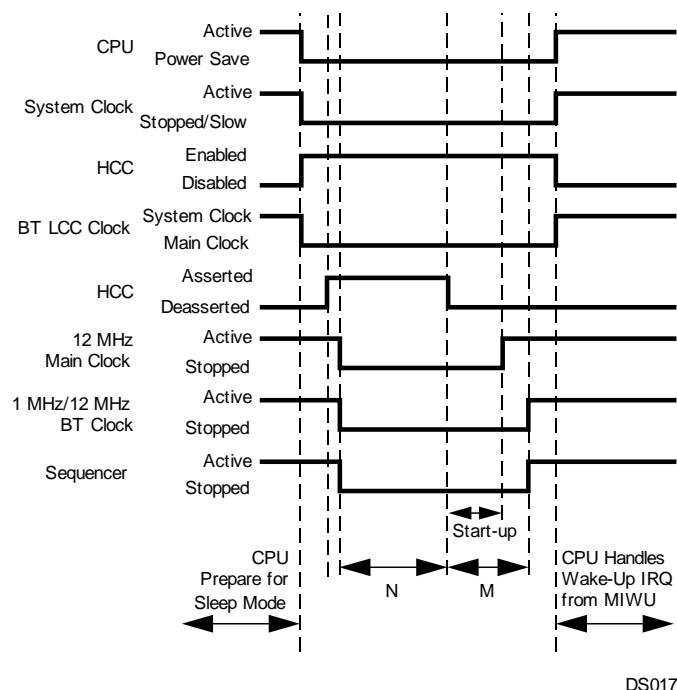 CPU
Active
Power Save
System Clock
Active
Stopped/Slow
HCC
Enabled
Disabled
BT LCC Clock
System Clock
Main Clock
HCC
Asserted
Deasserted
12 MHz
Main Clock
Active
Stopped
1 MHz/12 MHz
BT Clock
Active
Stopped
Sequencer
Active
Stopped
Start-up
CPU
Prepare for
Sleep Mode
N
M
CPU Handles
Wake-Up IRQ
from MIWU
DS017